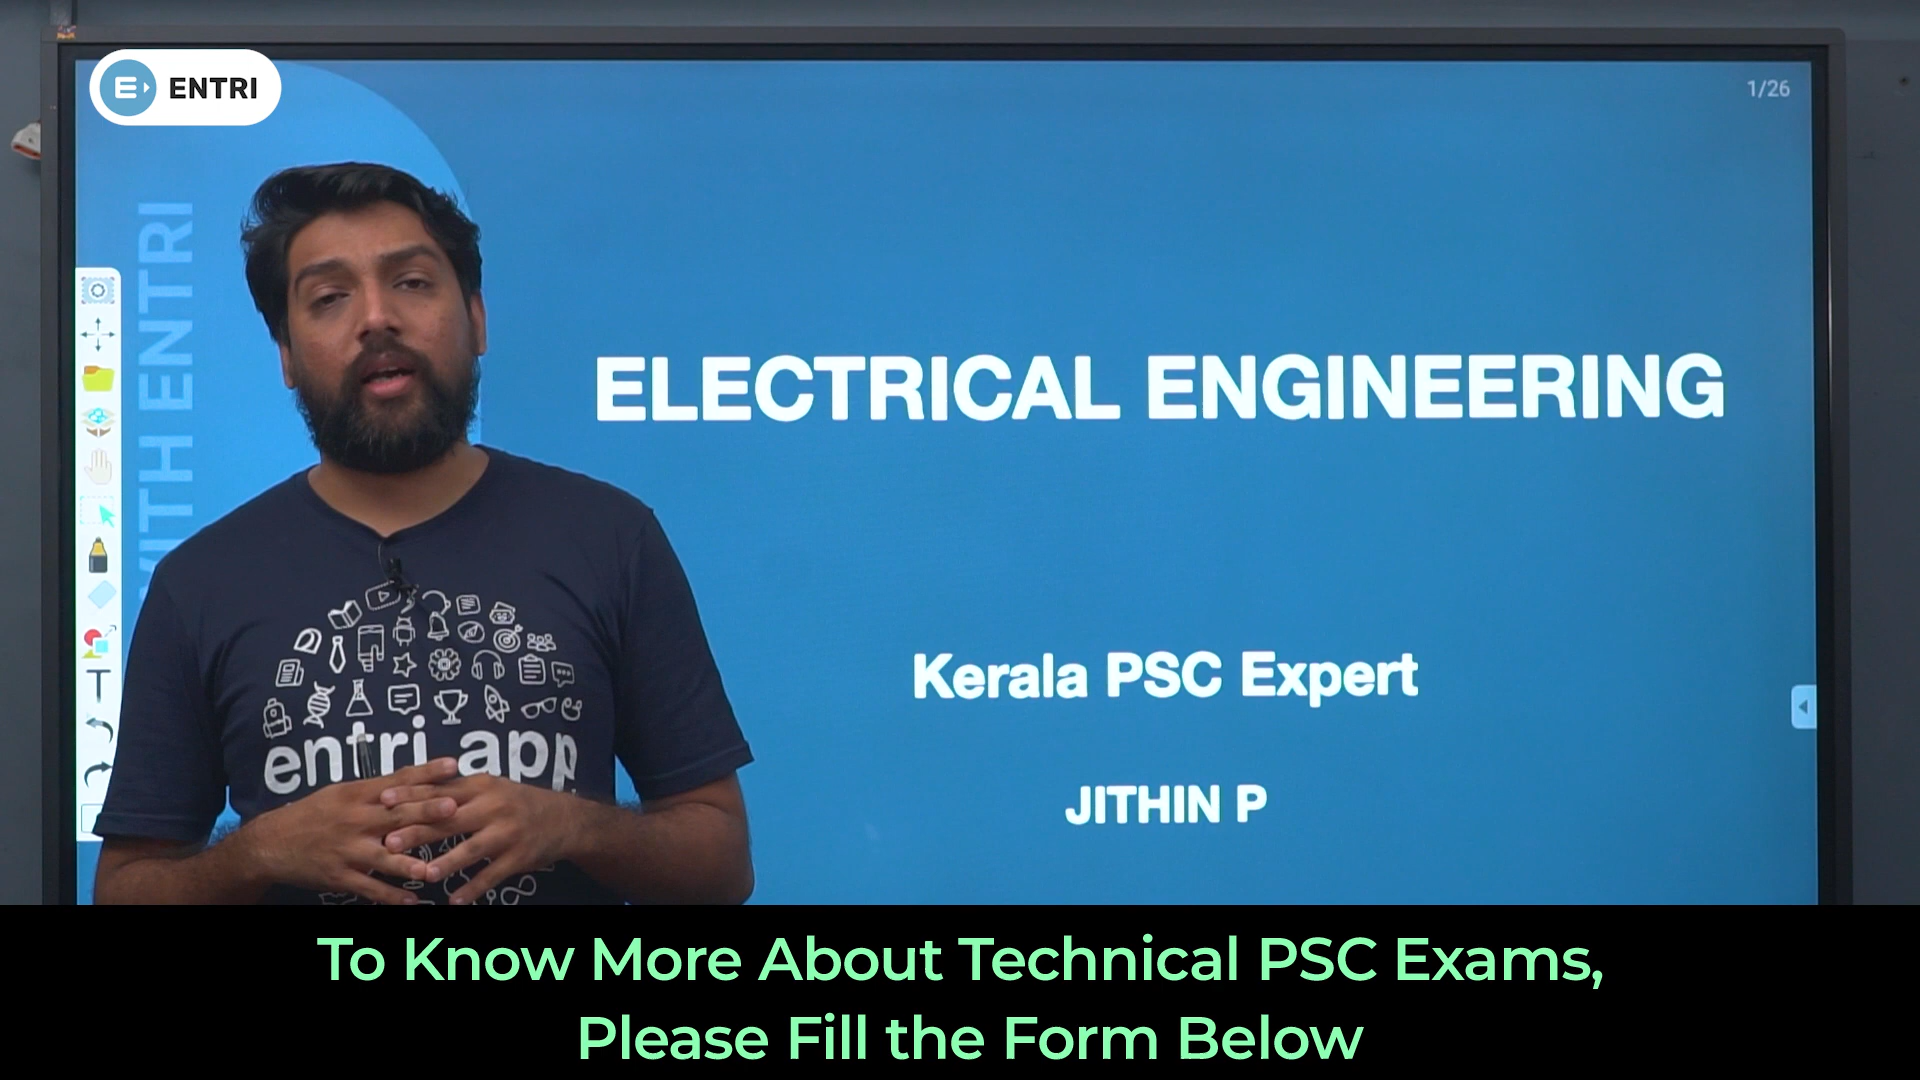 ENTRI
1/26
WITH ENTRI
ELECTRICAL ENGINEERING
Kerala PSC Expert
JITHIN P
entri app
To Know More About Technical PSC Exams,
Please Fill the Form Below